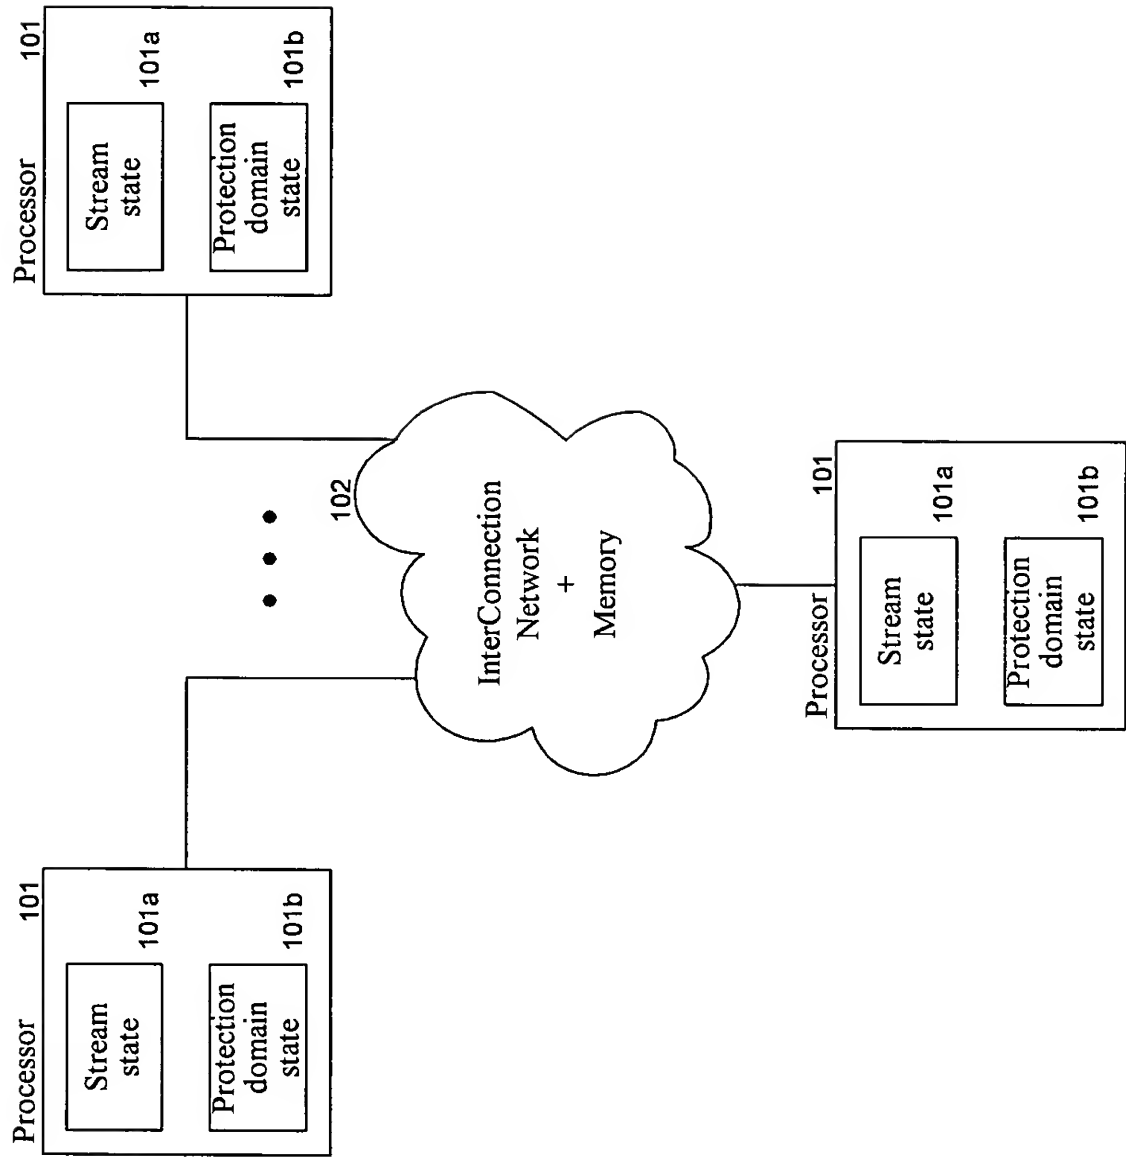 Processor
101
Stream
state
101a
Protection
domain
state
101b
Processor
101
Stream
state
101a
Protection
domain
state
101b
102
InterConnection
Network
+
Memory
Processor
101
Stream
state
101a
Protection
domain
state
101b